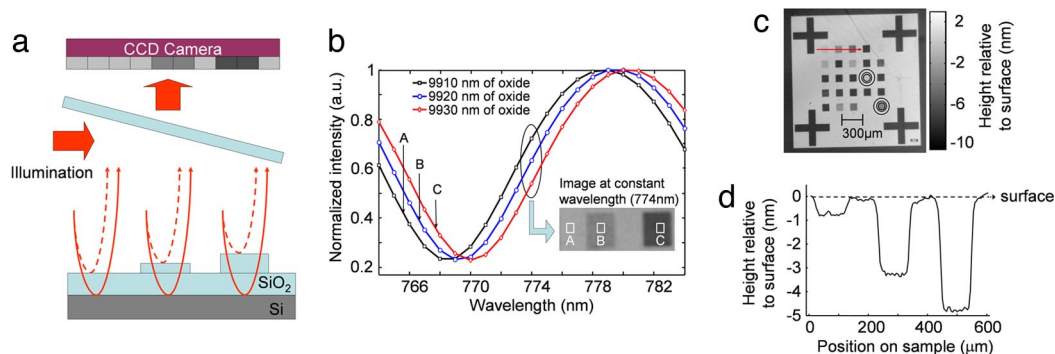 a
CCD Camera
Illumination
SiO2
Si
b
Normalized intensity (a.u.)
1
0.8
0.6
0.4
0.2
9910 nm of oxide
9920 nm of oxide
9930 nm of oxide
A
B
C
Image at constant
wavelength (774nm)
A
B
C
766
770
774
778
782
Wavelength (nm)
c
300μm
2
-2
-6
-10
Height relative
to surface (nm)
d
Height relative
to surface (nm)
0
-1
-2
-3
-4
-5
surface
0
200
400
600
Position on sample (μm)